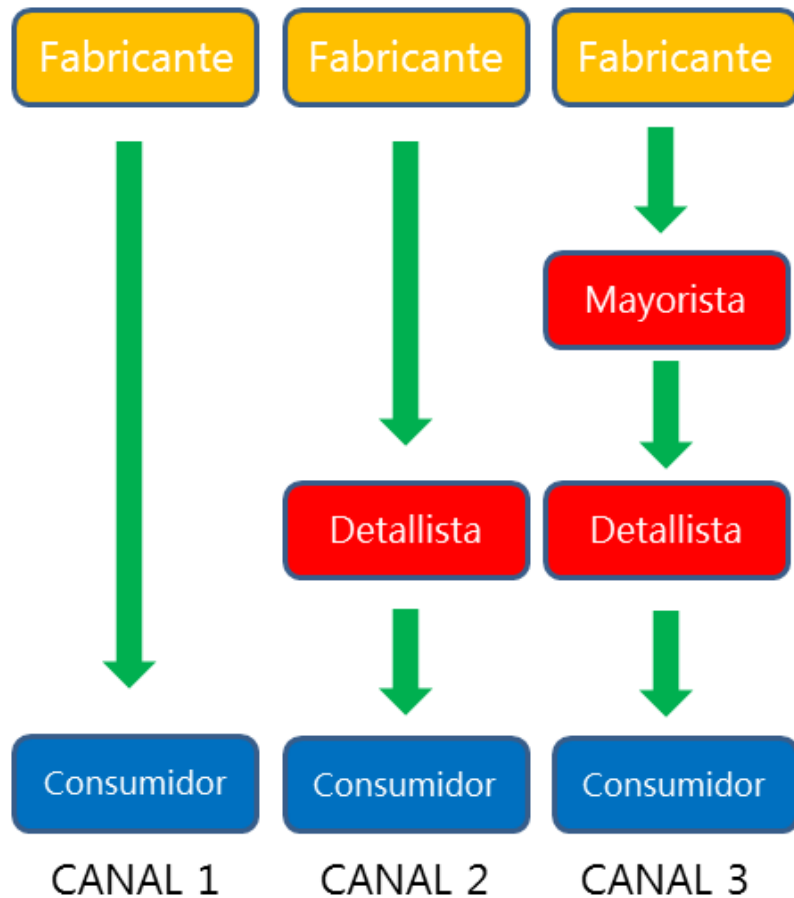 Fabricante Fabricante Fabricante
Mayorista
Detallista Detallista
Consumidor Consumidor Consumidor
CANAL 1 CANAL 2 CANAL 3